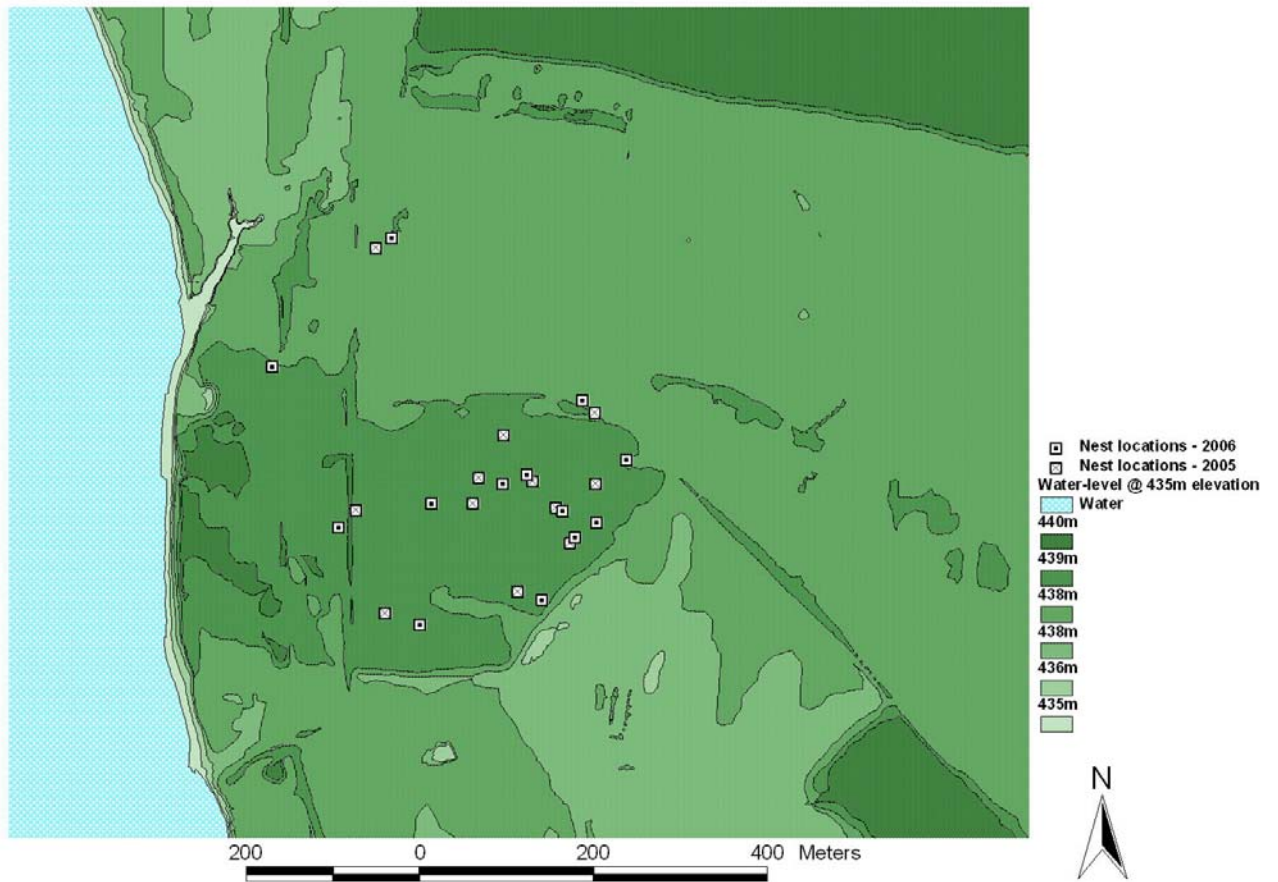 Nest locations - 2006
Nest locations - 2005
Water-level @ 435m elevation
Water
440m
439m
438m
438m
436m
435m
N
200 0 200 400 Meters